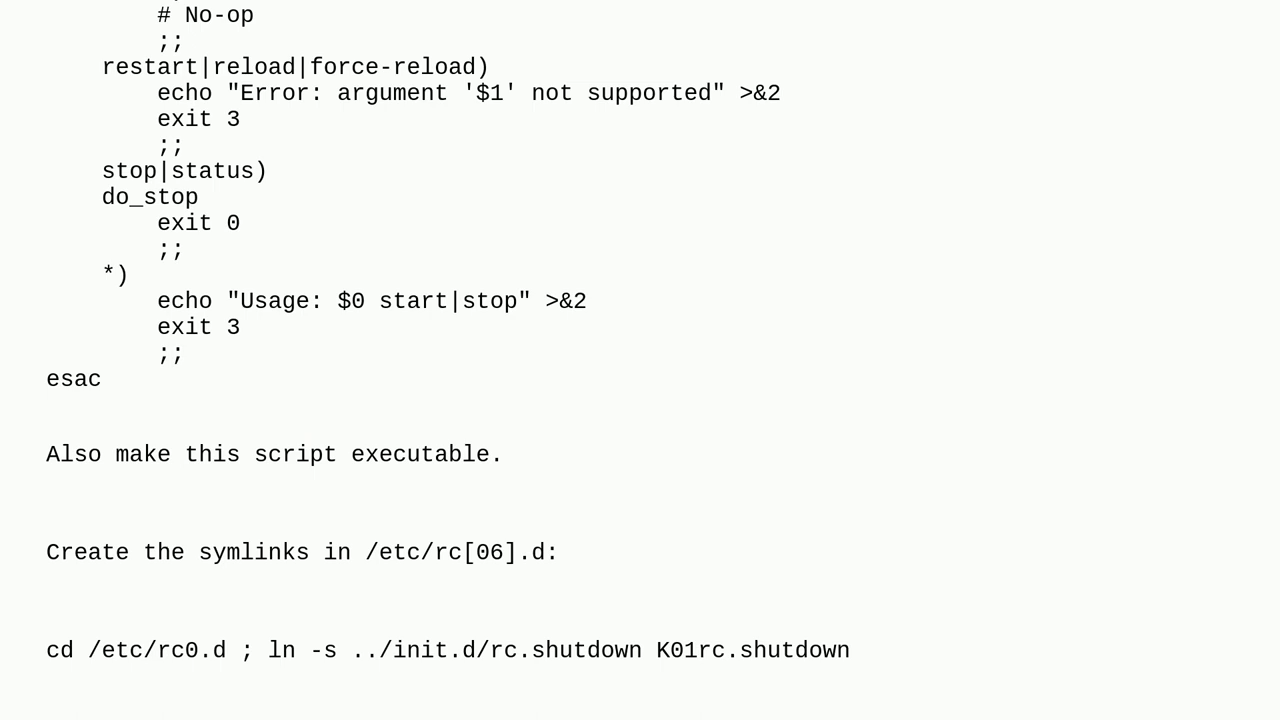 # No-op
;;
restart|reload|force-reload)
echo "Error: argument '$1' not supported" >&2
exit 3
;;
stop|status)
do_stop
exit 0
;;
*)
echo "Usage: $0 start|stop" >&2
exit 3
;;
esac
Also make this script executable.
Create the symlinks in /etc/rc[06].d:
cd /etc/rc0.d ; ln -s ../init.d/rc.shutdown K01rc.shutdown